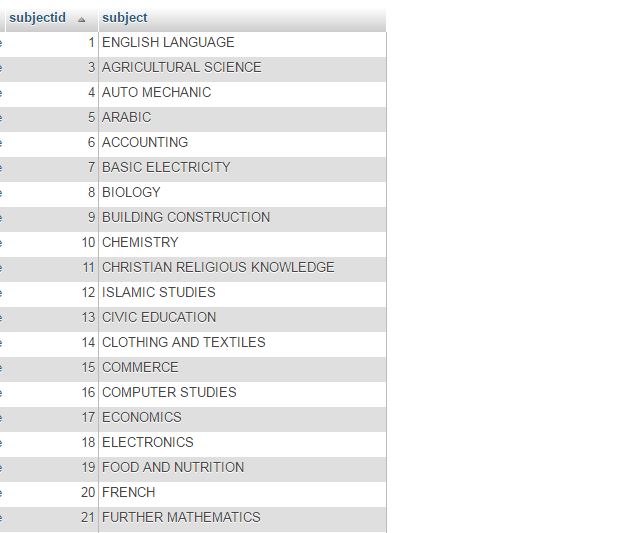 subjectid subject
1 ENGLISH LANGUAGE
3 AGRICULTURAL SCIENCE
4 AUTO MECHANIC
5 ARABIC
6 ACCOUNTING
7 BASIC ELECTRICITY
8 BIOLOGY
9 BUILDING CONSTRUCTION
10 CHEMISTRY
11 CHRISTIAN RELIGIOUS KNOWLEDGE
12 ISLAMIC STUDIES
13 CIVIC EDUCATION
14 CLOTHING AND TEXTILES
15 COMMERCE
16 COMPUTER STUDIES
17 ECONOMICS
18 ELECTRONICS
19 FOOD AND NUTRITION
20 FRENCH
21 FURTHER MATHEMATICS